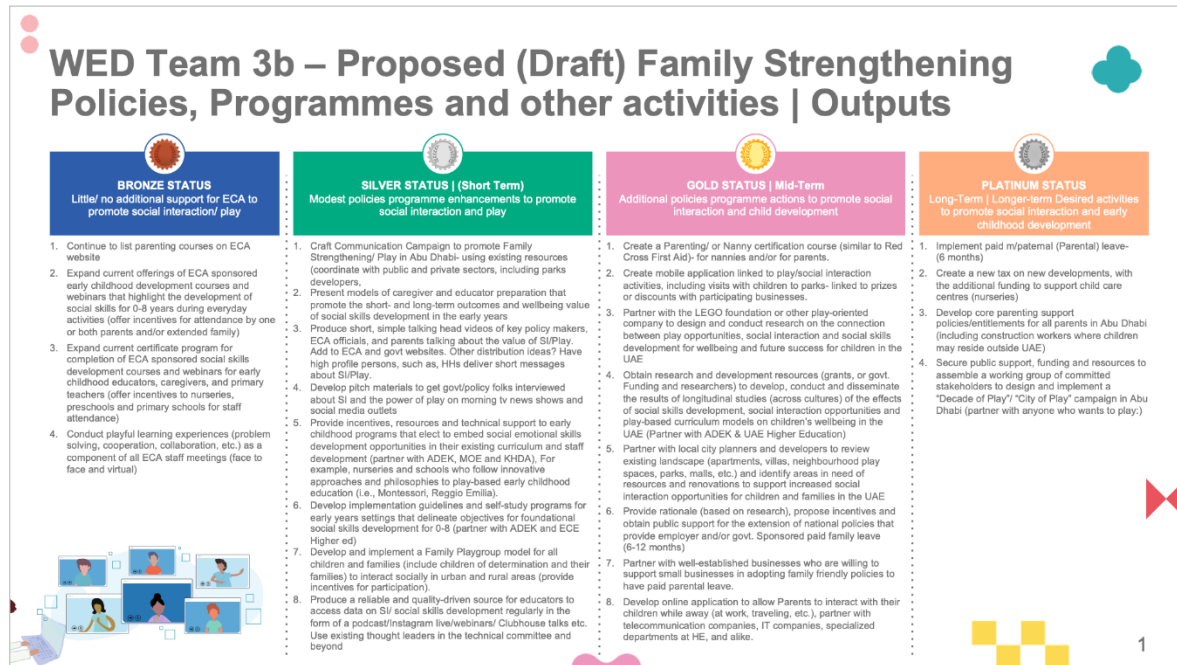 WED Team 3b – Proposed (Draft) Family Strengthening
Policies, Programmes and other activities | Outputs
BRONZE STATUS
Little/ no additional support for ECA to
promote social interaction/ play
1. Continue to list parenting courses on ECA
website
2. Expand current offerings of ECA sponsored
early childhood development courses and
webinars that highlight the development of
social skills for 0-8 years during everyday
activities (offer incentives for attendance by one
or both parents and/or extended family)
3. Expand current certificate program for
completion of ECA sponsored social skills
development courses and webinars for early
childhood educators, caregivers, and primary
teachers (offer incentives to nurseries,
preschools and primary schools for staff
attendance)
4. Conduct playful learning experiences (problem
solving, cooperation, collaboration, etc.) as a
component of all ECA staff meetings (face to
face and virtual)
SILVER STATUS | (Short Term)
Modest policies programme enhancements to promote
social interaction and play
1. Craft Communication Campaign to promote Family
Strengthening/ Play in Abu Dhabi- using existing resources
(coordinate with public and private sectors, including parks
developers,
2. Present models of caregiver and educator preparation that
promote the short- and long-term outcomes and wellbeing value
of social skills development in the early years
3. Produce short, simple talking head videos of key policy makers,
ECA officials, and parents talking about the value of SI/Play.
Add to ECA and govt websites. Other distribution ideas? Have
high profile persons, such as, HHs deliver short messages
about SI/Play.
4. Develop pitch materials to get govt/policy folks interviewed
about SI and the power of play on morning tv news shows and
social media outlets
5. Provide incentives, resources and technical support to early
childhood programs that elect to embed social emotional skills
development opportunities in their existing curriculum and staff
development (partner with ADEK, MOE and KHDA), For
example, nurseries and schools who follow innovative
approaches and philosophies to play-based early childhood
education (i.e., Montessori, Reggio Emilia).
6. Develop implementation guidelines and self-study programs for
early years settings that delineate objectives for foundational
social skills development for 0-8 (partner with ADEK and ECE
Higher ed)
7. Develop and implement a Family Playgroup model for all
children and families (include children of determination and their
families) to interact socially in urban and rural areas (provide
incentives for participation).
8. Produce a reliable and quality-driven source for educators to
access data on SI/ social skills development regularly in the
form of a podcast/Instagram live/webinars/ Clubhouse talks etc.
Use existing thought leaders in the technical committee and
beyond
GOLD STATUS | Mid-Term
Additional policies programme actions to promote social
interaction and child development
1. Create a Parenting/ or Nanny certification course (similar to Red
Cross First Aid)- for nannies and/or for parents.
2. Create mobile application linked to play/social interaction
activities, including visits with children to parks- linked to prizes
or discounts with participating businesses.
3. Partner with the LEGO foundation or other play-oriented
company to design and conduct research on the connection
between play opportunities, social interaction and social skills
development for wellbeing and future success for children in the
UAE
4. Obtain research and development resources (grants, or govt.
Funding and researchers) to develop, conduct and disseminate
the results of longitudinal studies (across cultures) of the effects
of social skills development, social interaction opportunities and
play-based curriculum models on children's wellbeing in the
UAE (Partner with ADEK & UAE Higher Education)
5. Partner with local city planners and developers to review
existing landscape (apartments, villas, neighbourhood play
spaces, parks, malls, etc.) and identify areas in need of
resources and renovations to support increased social
interaction opportunities for children and families in the UAE
6. Provide rationale (based on research), propose incentives and
obtain public support for the extension of national policies that
provide employer and/or govt. Sponsored paid family leave
(6-12 months)
7. Partner with well-established businesses who are willing to
support small businesses in adopting family friendly policies to
have paid parental leave.
8. Develop online application to allow Parents to interact with their
children while away (at work, traveling, etc.), partner with
telecommunication companies, IT companies, specialized
departments at HE, and alike.
PLATINUM STATUS
Long-Term | Longer-term Desired activities
to promote social interaction and early
childhood development
1. Implement paid m/paternal (Parental) leave-
(6 months)
2. Create a new tax on new developments, with
the additional funding to support child care
centres (nurseries)
3. Develop core parenting support
policies/entitlements for all parents in Abu Dhabi
(including construction workers where children
may reside outside UAE)
4. Secure public support, funding and resources to
assemble a working group of committed
stakeholders to design and implement a
"Decade of Play"/ "City of Play" campaign in Abu
Dhabi (partner with anyone who wants to play:)
1